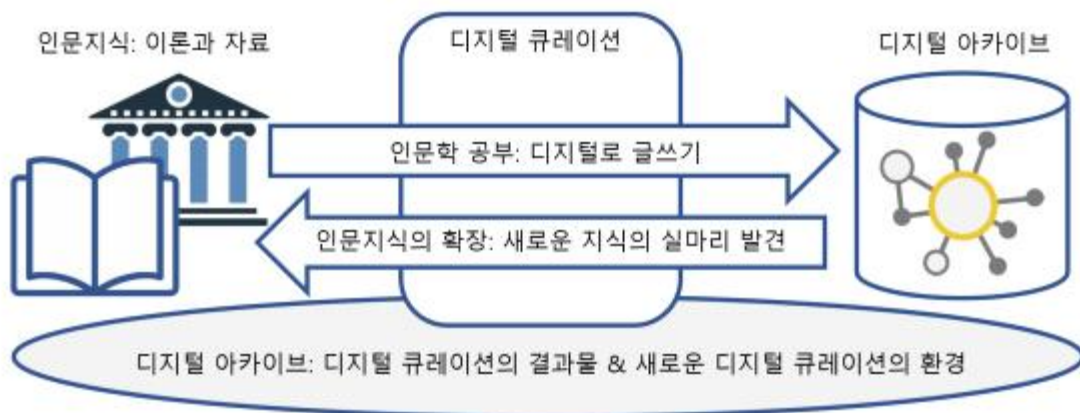 인문지식: 이론과 자료
디지털 큐레이션
디지털 아카이브
인문학 공부: 디지털로 글쓰기
인문지식의 확장: 새로운 지식의 실마리 발견
디지털 아카이브: 디지털 큐레이션의 결과물 & 새로운 디지털 큐레이션의 환경